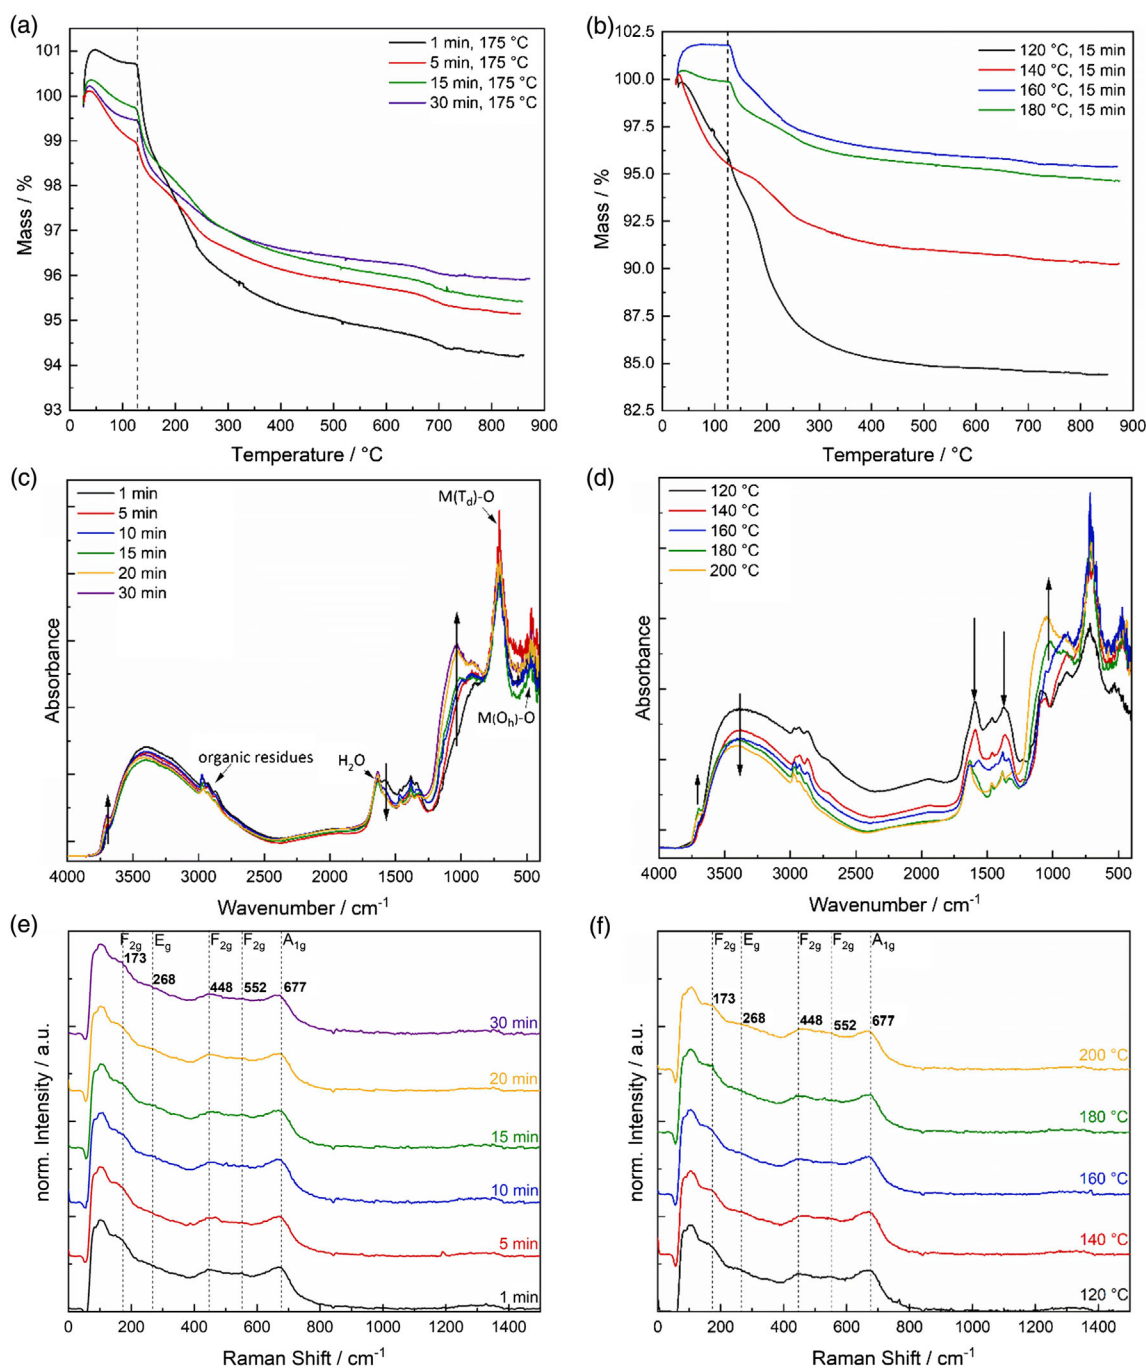 (a)
101
100
99
98
97
96
95
94
93
Mass / %
1 min, 175 °C
5 min, 175 °C
15 min, 175 °C
30 min, 175 °C
0 100 200 300 400 500 600 700 800 900
Temperature / °C
(b)
102.5
100.0
97.5
95.0
92.5
90.0
87.5
85.0
82.5
Mass / %
120 °C, 15 min
140 °C, 15 min
160 °C, 15 min
180 °C, 15 min
0 100 200 300 400 500 600 700 800 900
Temperature / °C
(c)
1 min
5 min
10 min
15 min
20 min
30 min
M(Td)-O
M(Oh)-O
H2O
organic residues
Absorbance
4000 3500 3000 2500 2000 1500 1000 500
Wavenumber / cm-1
(d)
120 °C
140 °C
160 °C
180 °C
200 °C
Absorbance
4000 3500 3000 2500 2000 1500 1000 500
Wavenumber / cm-1
(e)
F2g Eg F2g F2g A1g
173 268 448 552 677
30 min
20 min
15 min
10 min
5 min
1 min
norm. Intensity / a.u.
0 200 400 600 800 1000 1200 1400
Raman Shift / cm-1
(f)
F2g Eg F2g F2g A1g
173 268 448 552 677
200 °C
180 °C
160 °C
140 °C
120 °C
norm. Intensity / a.u.
0 200 400 600 800 1000 1200 1400
Raman Shift / cm-1